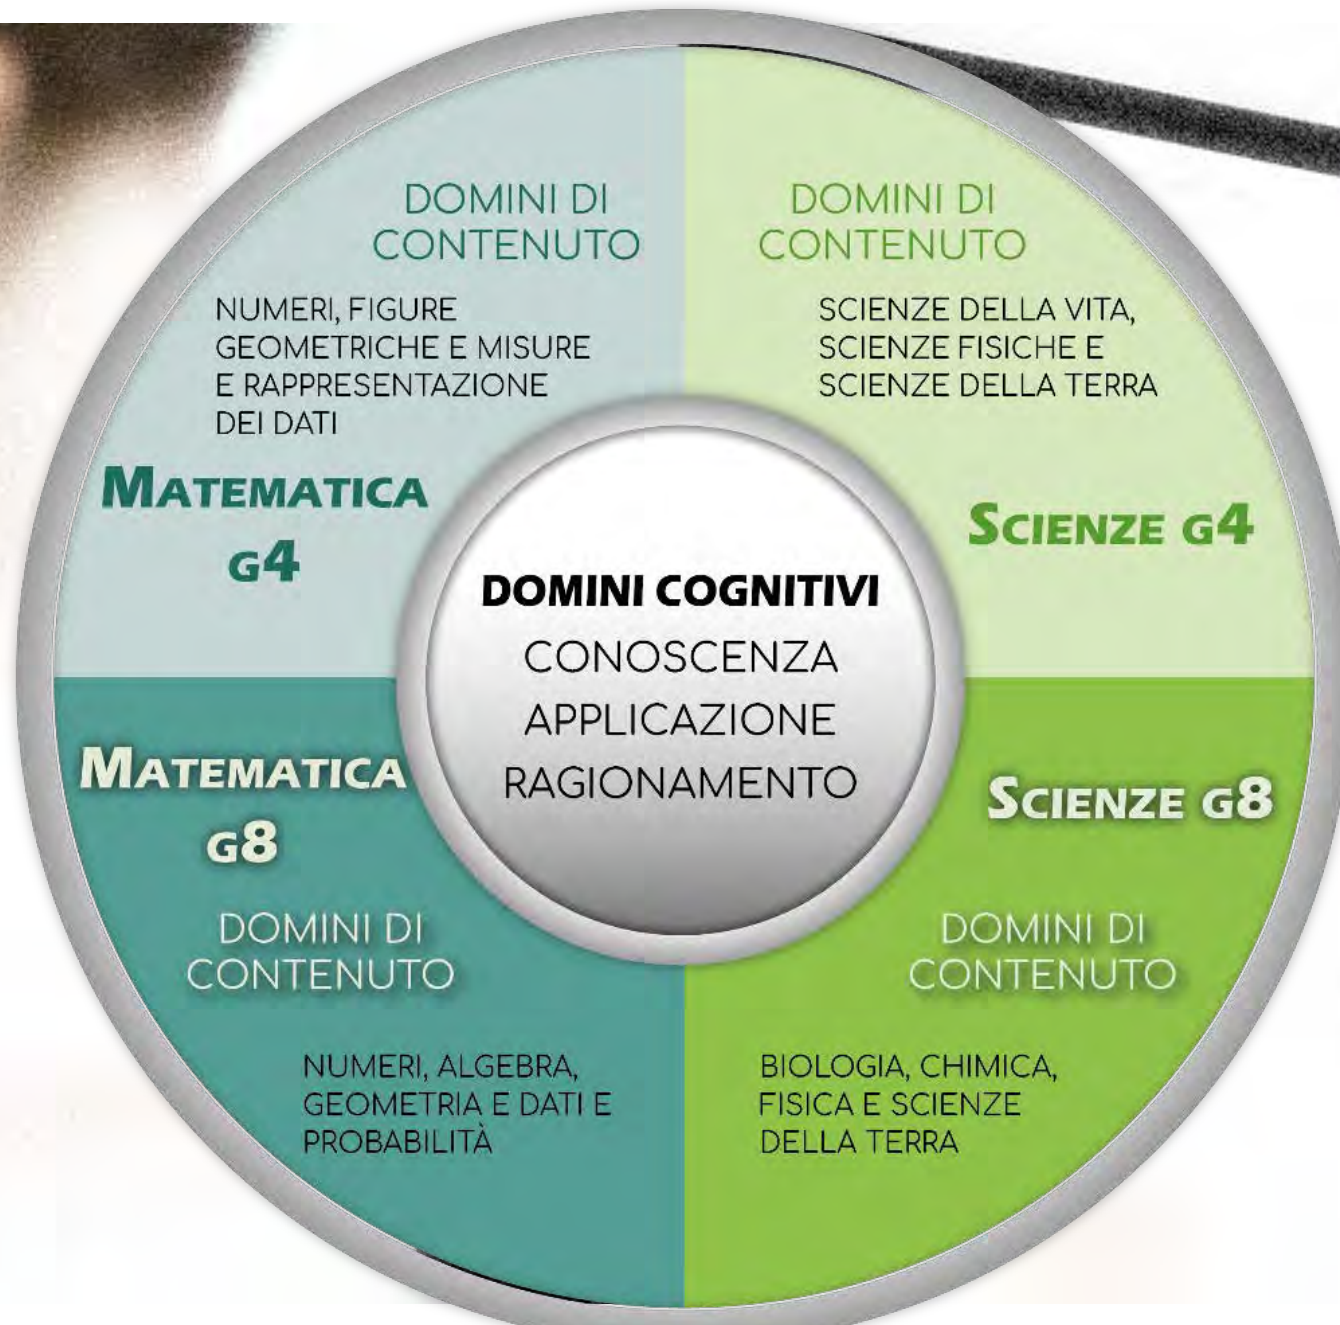 DOMINI DI
CONTENUTO
NUMERI, FIGURE
GEOMETRICHE E MISURE
E RAPPRESENTAZIONE
DEI DATI
MATEMATICA
G4
DOMINI DI
CONTENUTO
SCIENZE DELLA VITA,
SCIENZE FISICHE E
SCIENZE DELLA TERRA
SCIENZE G4
DOMINI COGNITIVI
CONOSCENZA
APPLICAZIONE
RAGIONAMENTO
MATEMATICA
G8
DOMINI DI
CONTENUTO
NUMERI, ALGEBRA,
GEOMETRIA E DATI E
PROBABILITÀ
SCIENZE G8
DOMINI DI
CONTENUTO
BIOLOGIA, CHIMICA,
FISICA E SCIENZE
DELLA TERRA